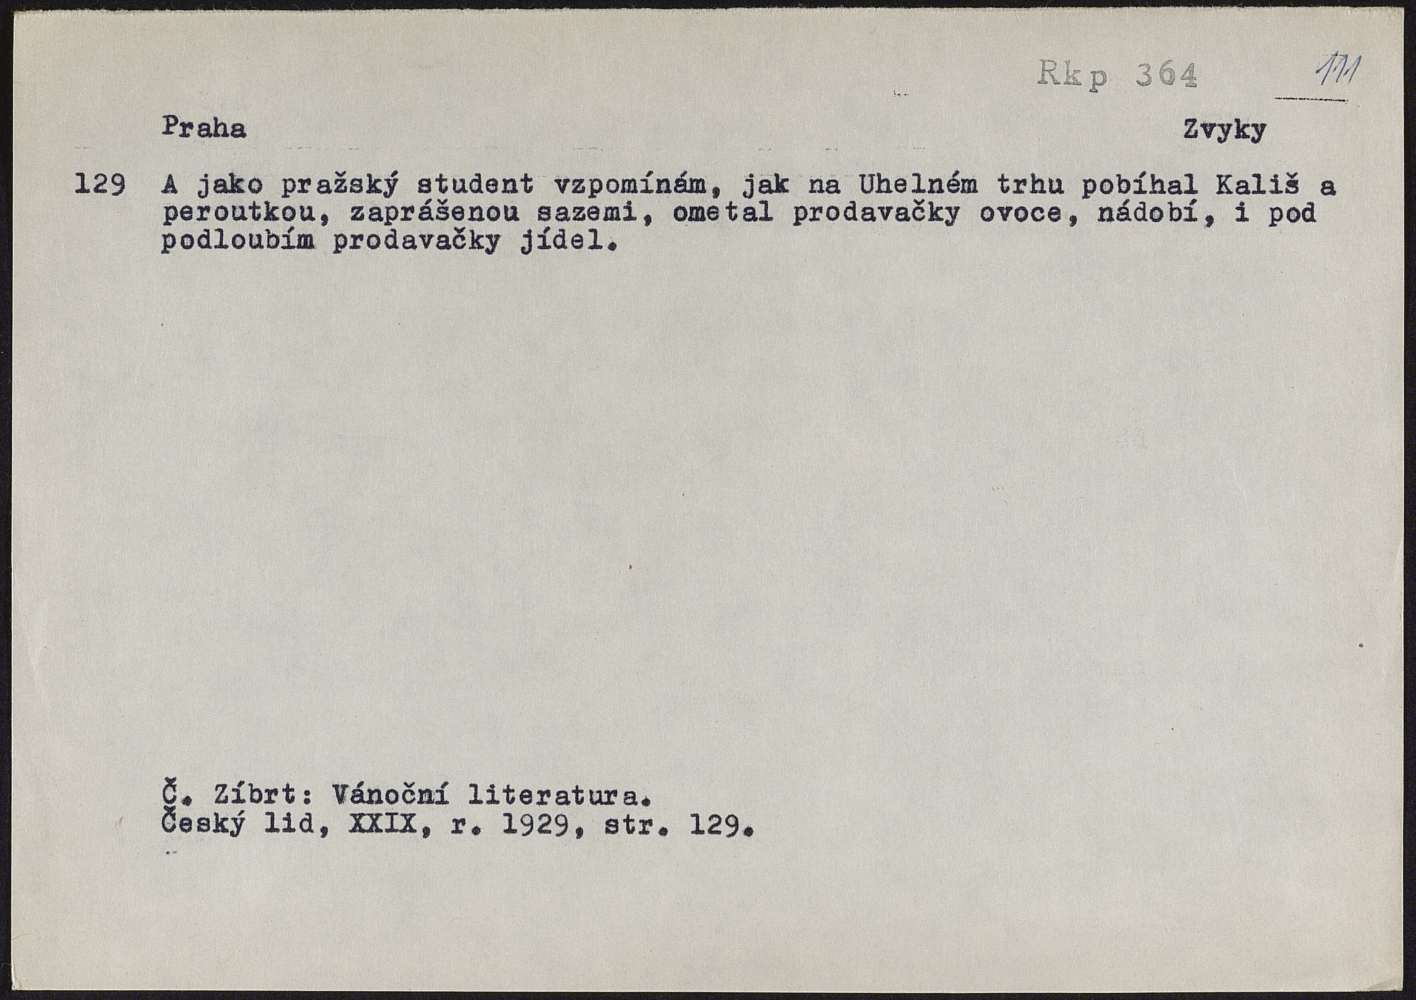 Rkp 364 111
Praha Zvyky
129 A jako pražský student vzpomínám, jak na Uhelném trhu pobíhal Kališ a
peroutkou, zaprášenou sazemi, ometal prodavačky ovoce, nádobí, i pod
podloubím prodavačky jídel.
Č. Zíbrt: Vánoční literatura.
Český lid, XXIX, r. 1929, str. 129.